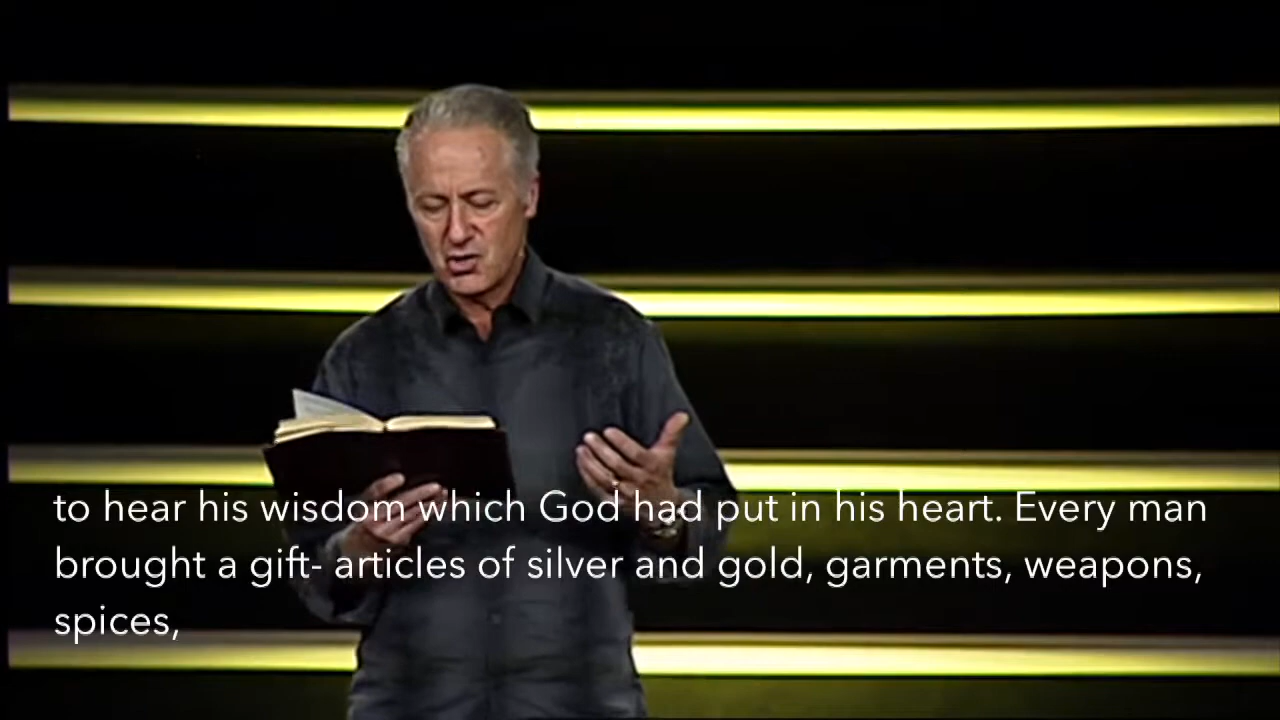 to hear his wisdom which God had put in his heart. Every man
brought a gift- articles of silver and gold, garments, weapons,
spices,